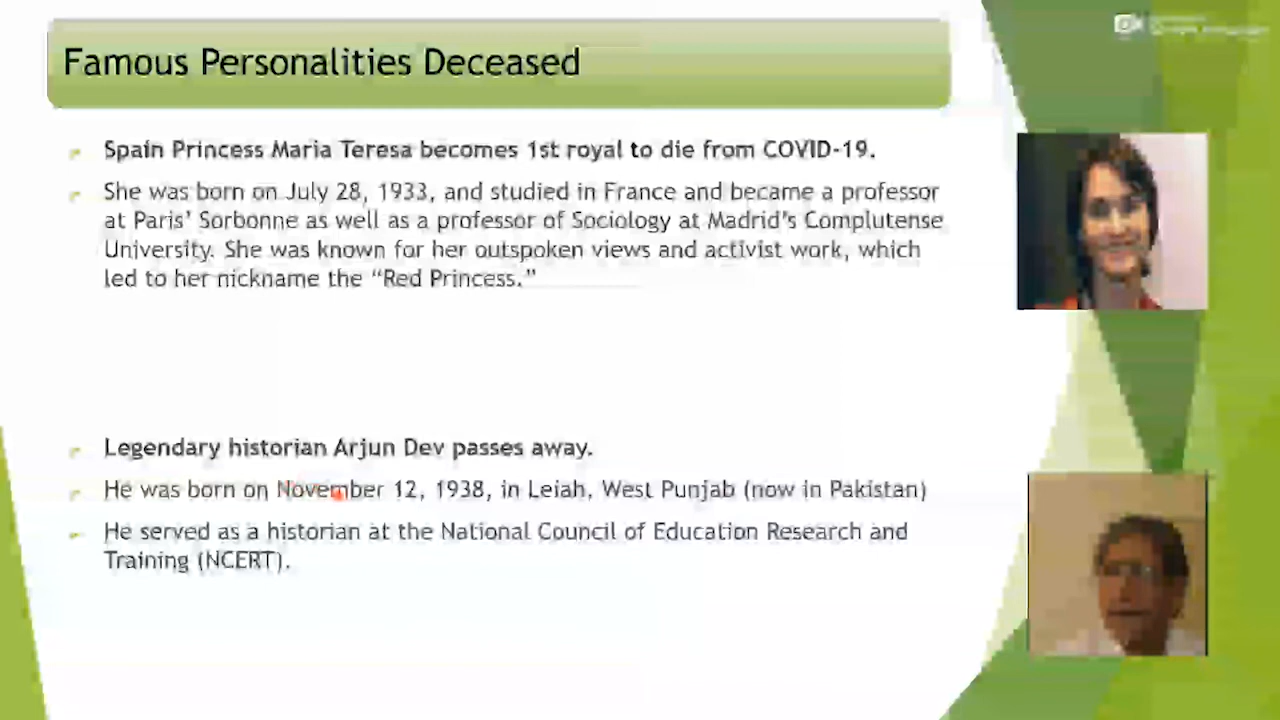 Famous Personalities Deceased
Spain Princess Maria Teresa becomes 1st royal to die from COVID-19.
She was born on July 28, 1933, and studied in France and became a professor
at Paris' Sorbonne as well as a professor of Sociology at Madrid's Complutense
University. She was known for her outspoken views and activist work, which
led to her nickname the “Red Princess.”
Legendary historian Arjun Dev passes away.
He was born on November 12, 1938, in Leiah, West Punjab (now in Pakistan)
He served as a historian at the National Council of Education Research and
Training (NCERT).